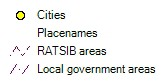 Cities
Placenames
RATSIB areas
Local government areas